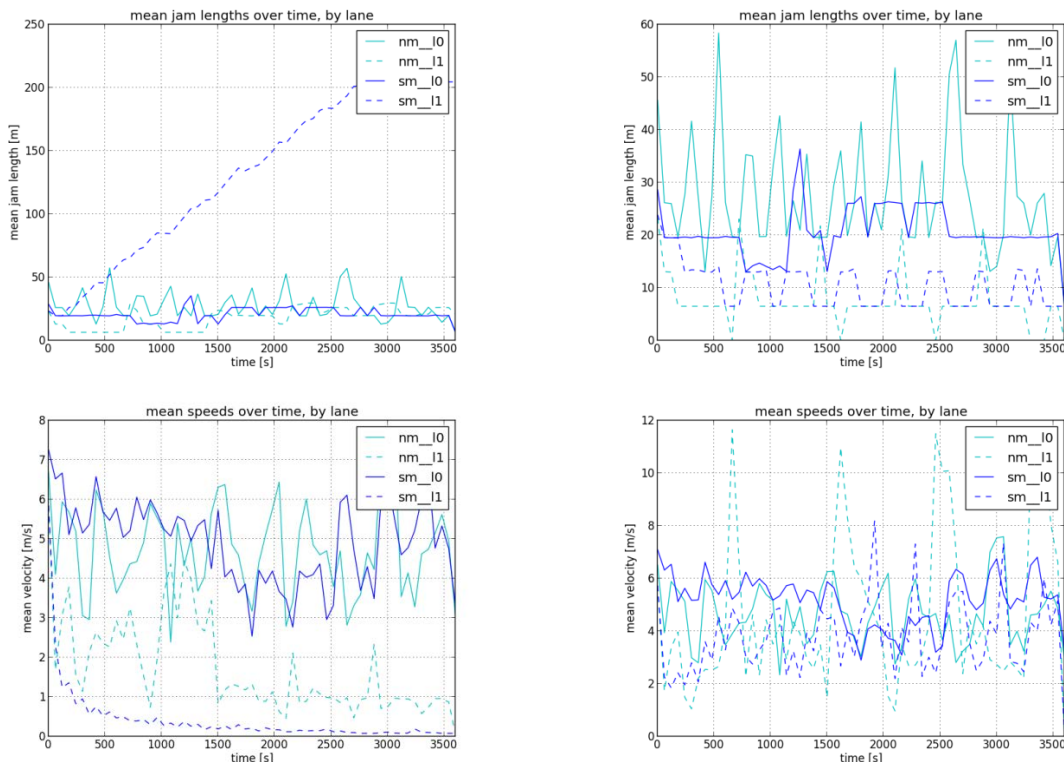 mean jam lengths over time, by lane
250
200
150
100
50
0
mean jam length [m]
0 500 1000 1500 2000 2500 3000 3500
time [s]
nm__l0
nm__l1
sm__l0
sm__l1
mean jam lengths over time, by lane
60
50
40
30
20
10
0
mean jam length [m]
0 500 1000 1500 2000 2500 3000 3500
time [s]
nm__l0
nm__l1
sm__l0
sm__l1
mean speeds over time, by lane
8
7
6
5
4
3
2
1
0
mean velocity [m/s]
0 500 1000 1500 2000 2500 3000 3500
time [s]
nm__l0
nm__l1
sm__l0
sm__l1
mean speeds over time, by lane
12
10
8
6
4
2
0
mean velocity [m/s]
0 500 1000 1500 2000 2500 3000 3500
time [s]
nm__l0
nm__l1
sm__l0
sm__l1